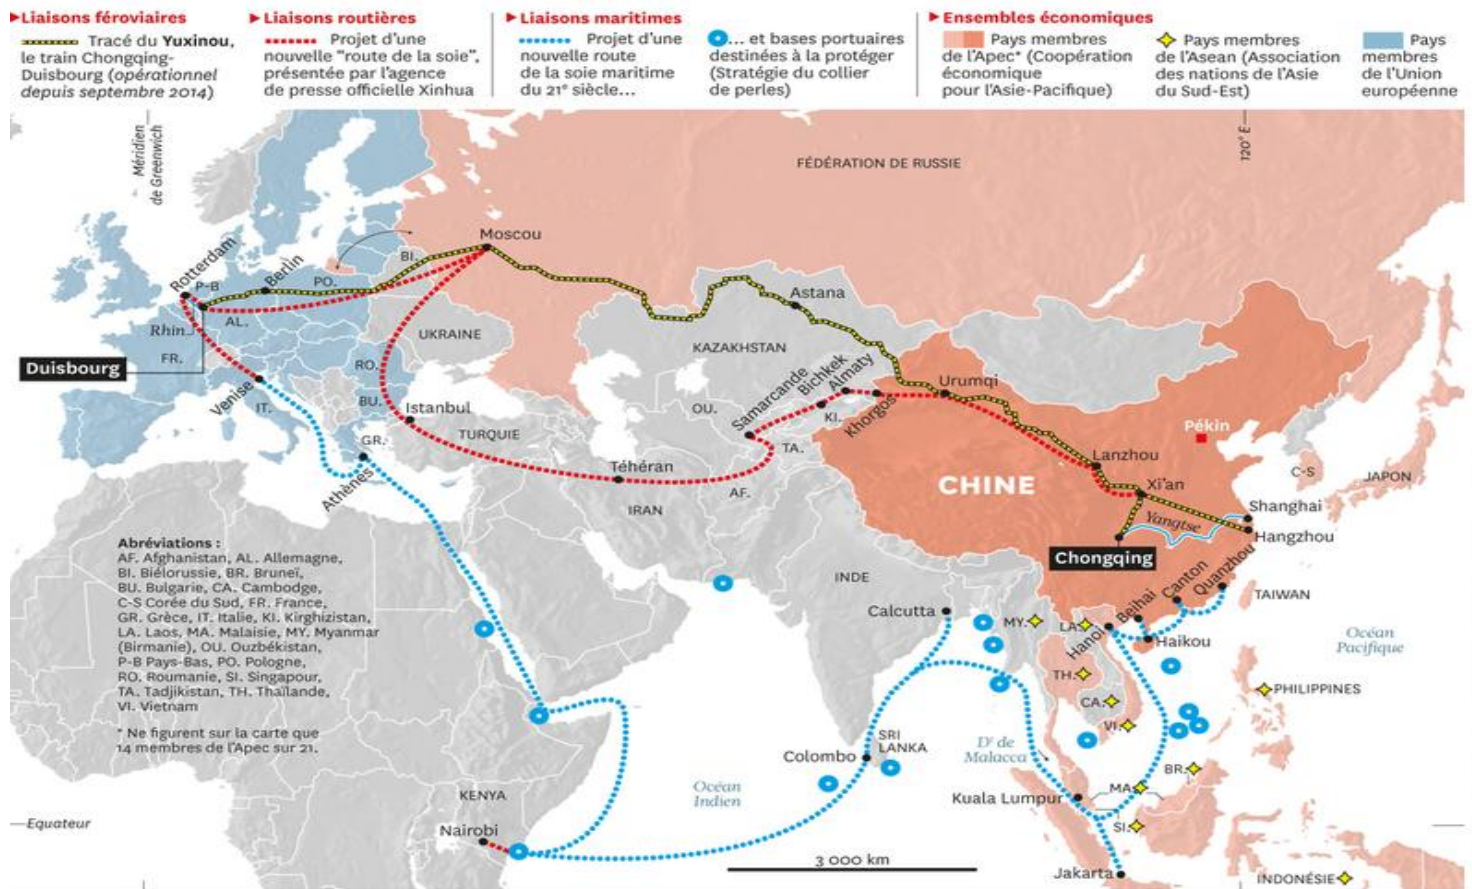 ▶Liaisons féroviaires
Tracé du Yuxinou,
le train Chongqing-
Duisbourg (opérationnel
depuis septembre 2014)
▶Liaisons routières
Projet d'une
nouvelle "route de la soie",
présentée par l'agence
de presse officielle Xinhua
▶Liaisons maritimes
Projet d'une
nouvelle route
de la soie maritime
du 21e siècle...
... et bases portuaires
destinées à la protéger
(Stratégie du collier
de perles)
▶Ensembles économiques
Pays membres
de l'Apec* (Coopération
économique
pour l'Asie-Pacifique)
Pays membres
de l'Asean (Association
des nations de l'Asie
du Sud-Est)
Pays
membres
de l'Union
européenne
Méridien
de Greenwich
120° E
FÉDÉRATION DE RUSSIE
Moscou
Rotterdam
Berlin
BI.
PO.
P-B
Astana
Rhin
AL.
UKRAINE
KAZAKHSTAN
FR.
Duisbourg
RO.
Bichkek
Almaty
Urumqi
Venise
IT.
BU.
Istanbul
OU.
Samarcande
KI.
Khorgos
Pékin
TURQUIE
GR.
TA.
Lanzhou
C-S
JAPON
Téhéran
Athènes
AF.
CHINE
Xi'an
IRAN
Shanghai
Yangtse
Hangzhou
Chongqing
Abréviations :
AF. Afghanistan, AL. Allemagne,
BI. Biélorussie, BR. Bruneï,
BU. Bulgarie, CA. Cambodge,
C-S Corée du Sud, FR. France,
GR. Grèce, IT. Italie, KI. Kirghizistan,
LA. Laos, MA. Malaisie, MY. Myanmar
(Birmanie), OU. Ouzbékistan,
P-B Pays-Bas, PO. Pologne,
RO. Roumanie, SI. Singapour,
TA. Tadjikistan, TH. Thaïlande,
VI. Vietnam
* Ne figurent sur la carte que
14 membres de l'Apec sur 21.
INDE
Calcutta
MY.
LA.
Hanoi
Beihai
Canton
Quanzhou
TAIWAN
Haikou
Océan
Pacifique
TH.
CA.
VI.
PHILIPPINES
SRI
LANKA
Colombo
Dt de
Malacca
Océan
Indien
BR.
KENYA
Kuala Lumpur
MA.
Equateur
Nairobi
SI.
3 000 km
Jakarta
INDONÉSIE